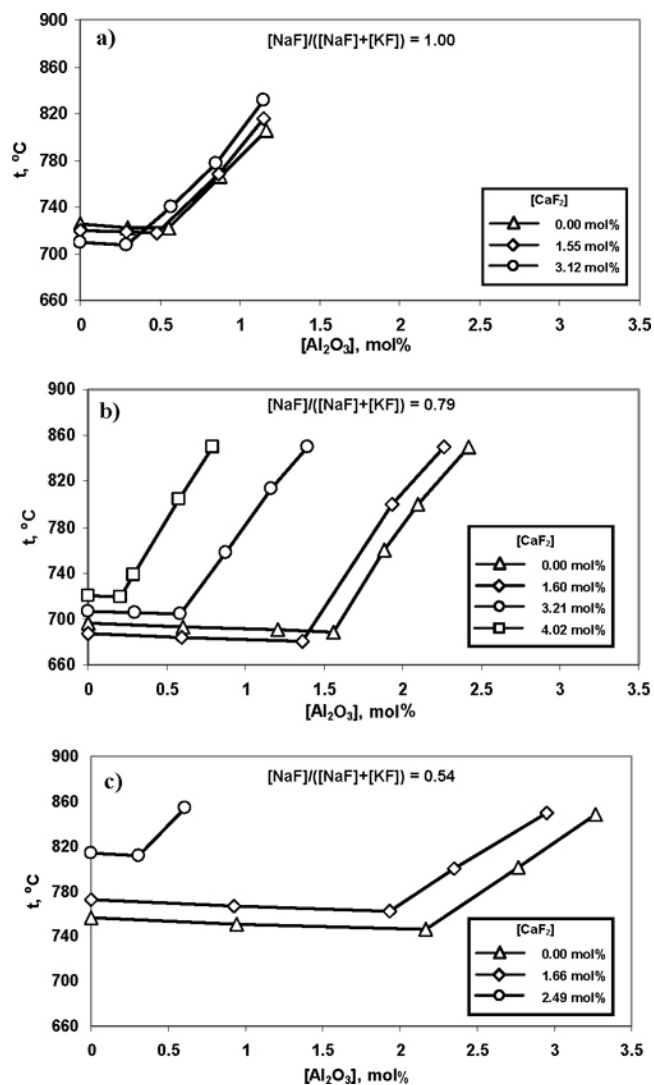 a)
[NaF]/([NaF]+[KF]) = 1.00
900
860
820
780
740
700
660
t, ºC
0
0.5
1
1.5
2
2.5
3
3.5
[Al₂O₃], mol%
[CaF₂]
0.00 mol%
1.55 mol%
3.12 mol%
b)
[NaF]/([NaF]+[KF]) = 0.79
900
860
820
780
740
700
660
t, ºC
0
0.5
1
1.5
2
2.5
3
3.5
[Al₂O₃], mol%
[CaF₂]
0.00 mol%
1.60 mol%
3.21 mol%
4.02 mol%
c)
[NaF]/([NaF]+[KF]) = 0.54
900
860
820
780
740
700
660
t, ºC
0
0.5
1
1.5
2
2.5
3
3.5
[Al₂O₃], mol%
[CaF₂]
0.00 mol%
1.66 mol%
2.49 mol%